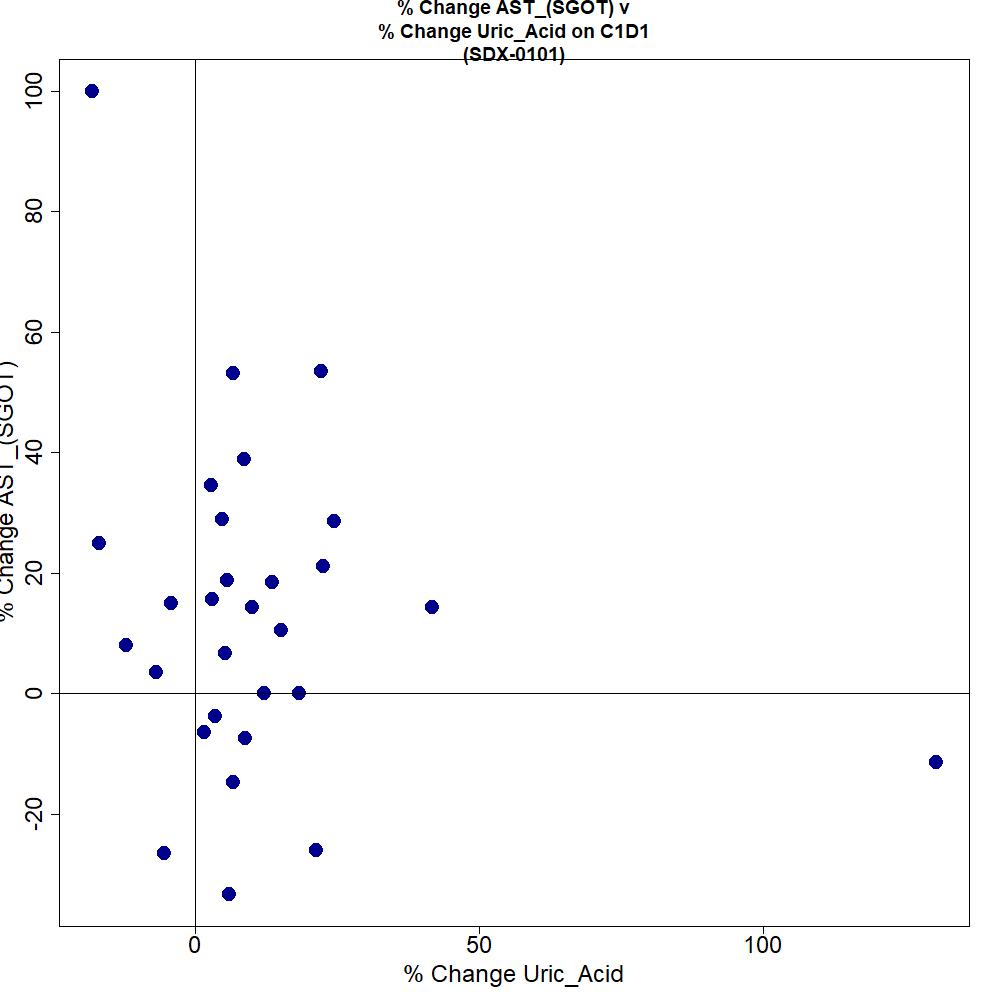 % Change AST_(SGOT) v
% Change Uric_Acid on C1D1
(SDX-0101)
100
80
60
40
20
0
-20
% Change AST_(SGOT)
0
50
100
% Change Uric_Acid